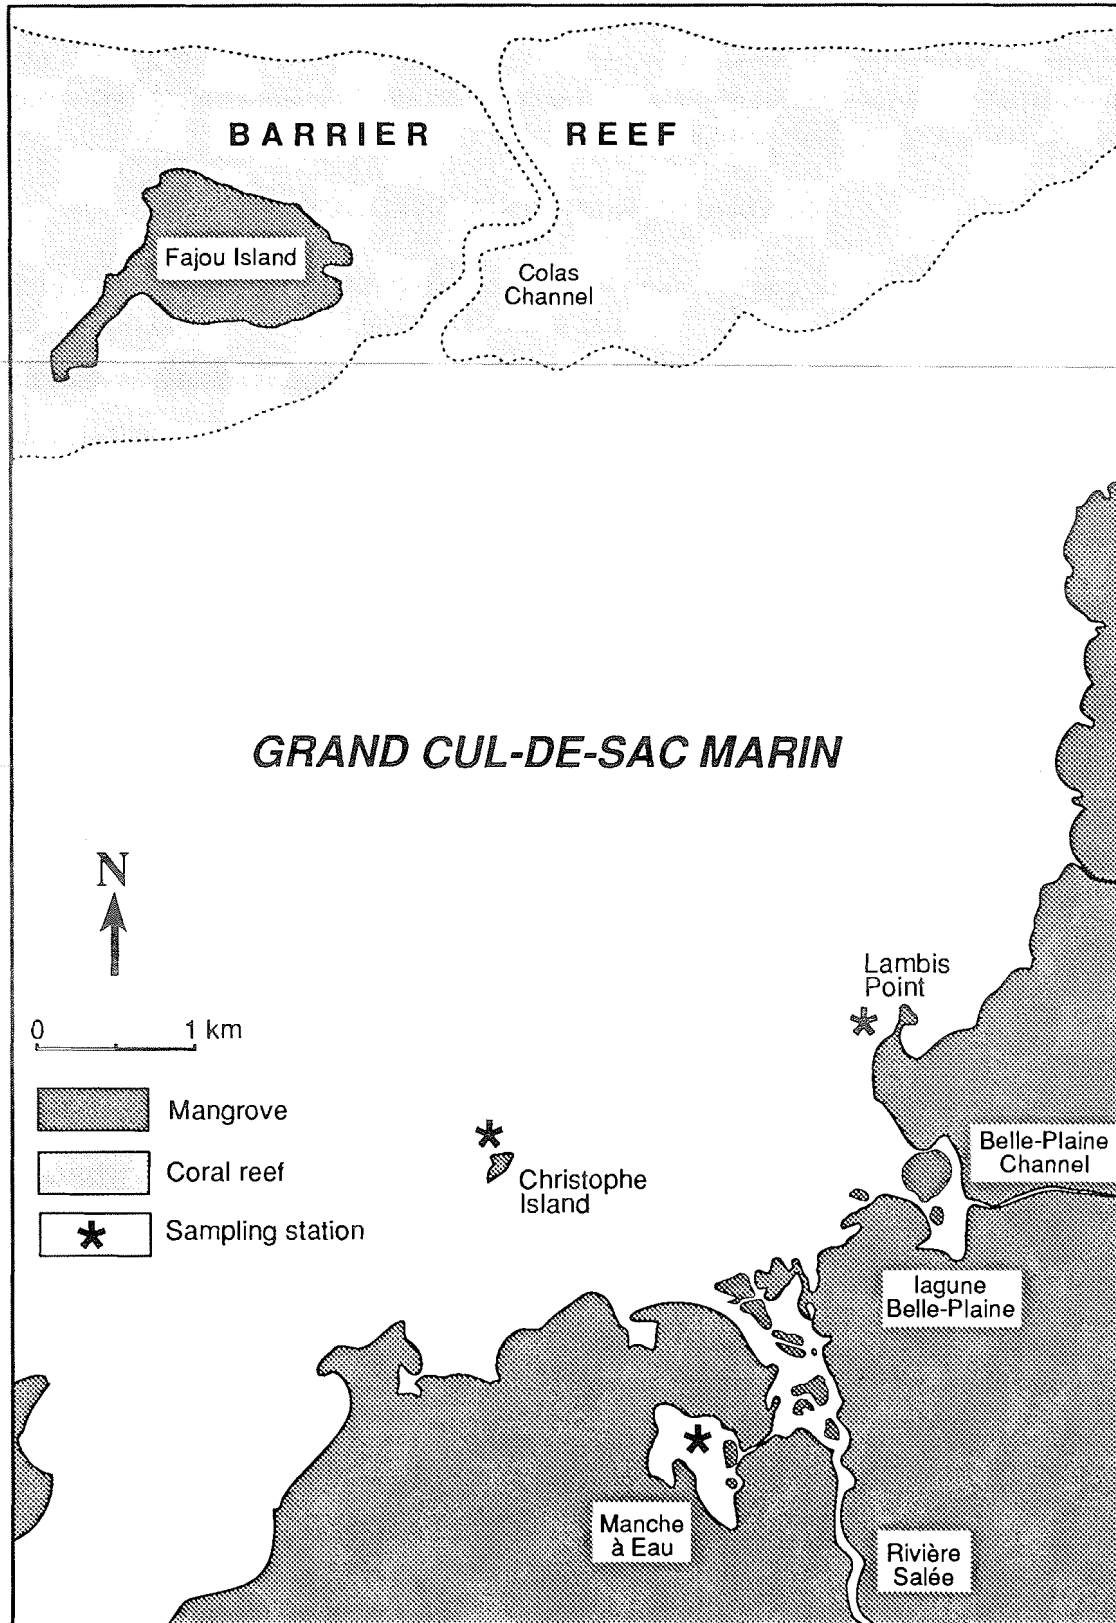 BARRIER REEF
Fajou Island
Colas
Channel
GRAND CUL-DE-SAC MARIN
N
Lambis
Point
0 1 km
Mangrove
Coral reef
Sampling station
Christophe
Island
Belle-Plaine
Channel
lagune
Belle-Plaine
Manche
à Eau
Rivière
Salée